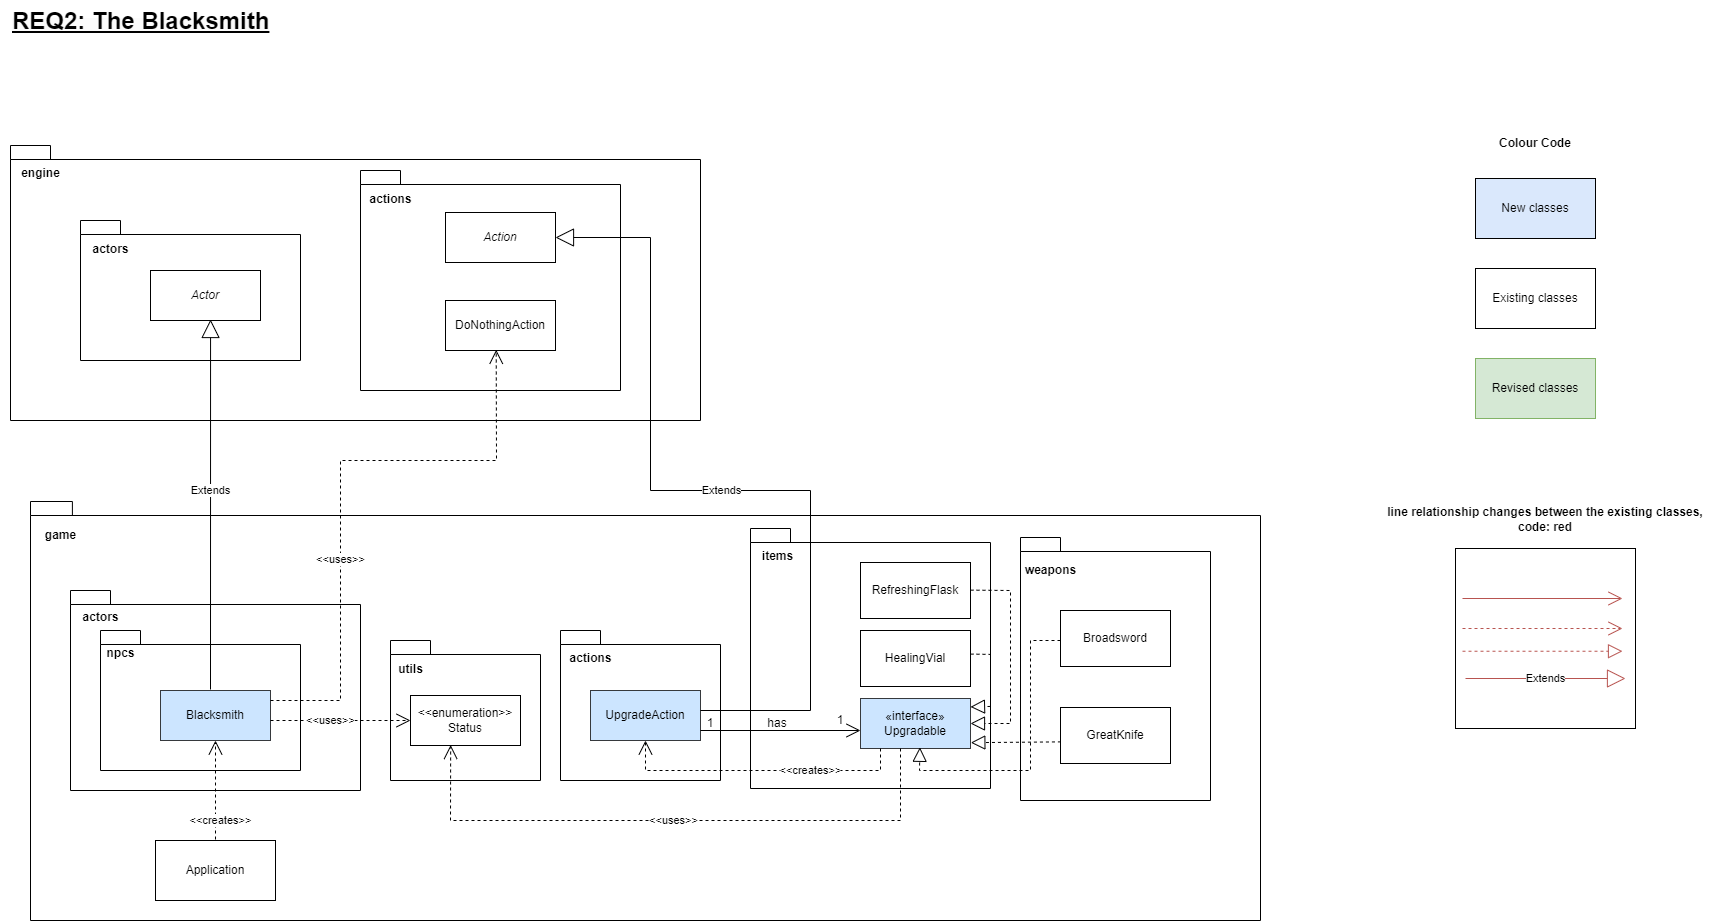 REQ2: The Blacksmith
Colour Code
engine
actions
New classes
Action
actors
Actor
Existing classes
DoNothingAction
Revised classes
Extends
Extends
line relationship changes between the existing classes,
code: red
game
<<uses>>
items
weapons
RefreshingFlask
actors
Broadsword
npcs
utils
actions
HealingVial
Extends
Blacksmith
<<uses>>
<<enumeration>>
Status
UpgradeAction
1
has
1
«interface»
Upgradable
GreatKnife
<<creates>>
<<creates>>
<<uses>>
Application